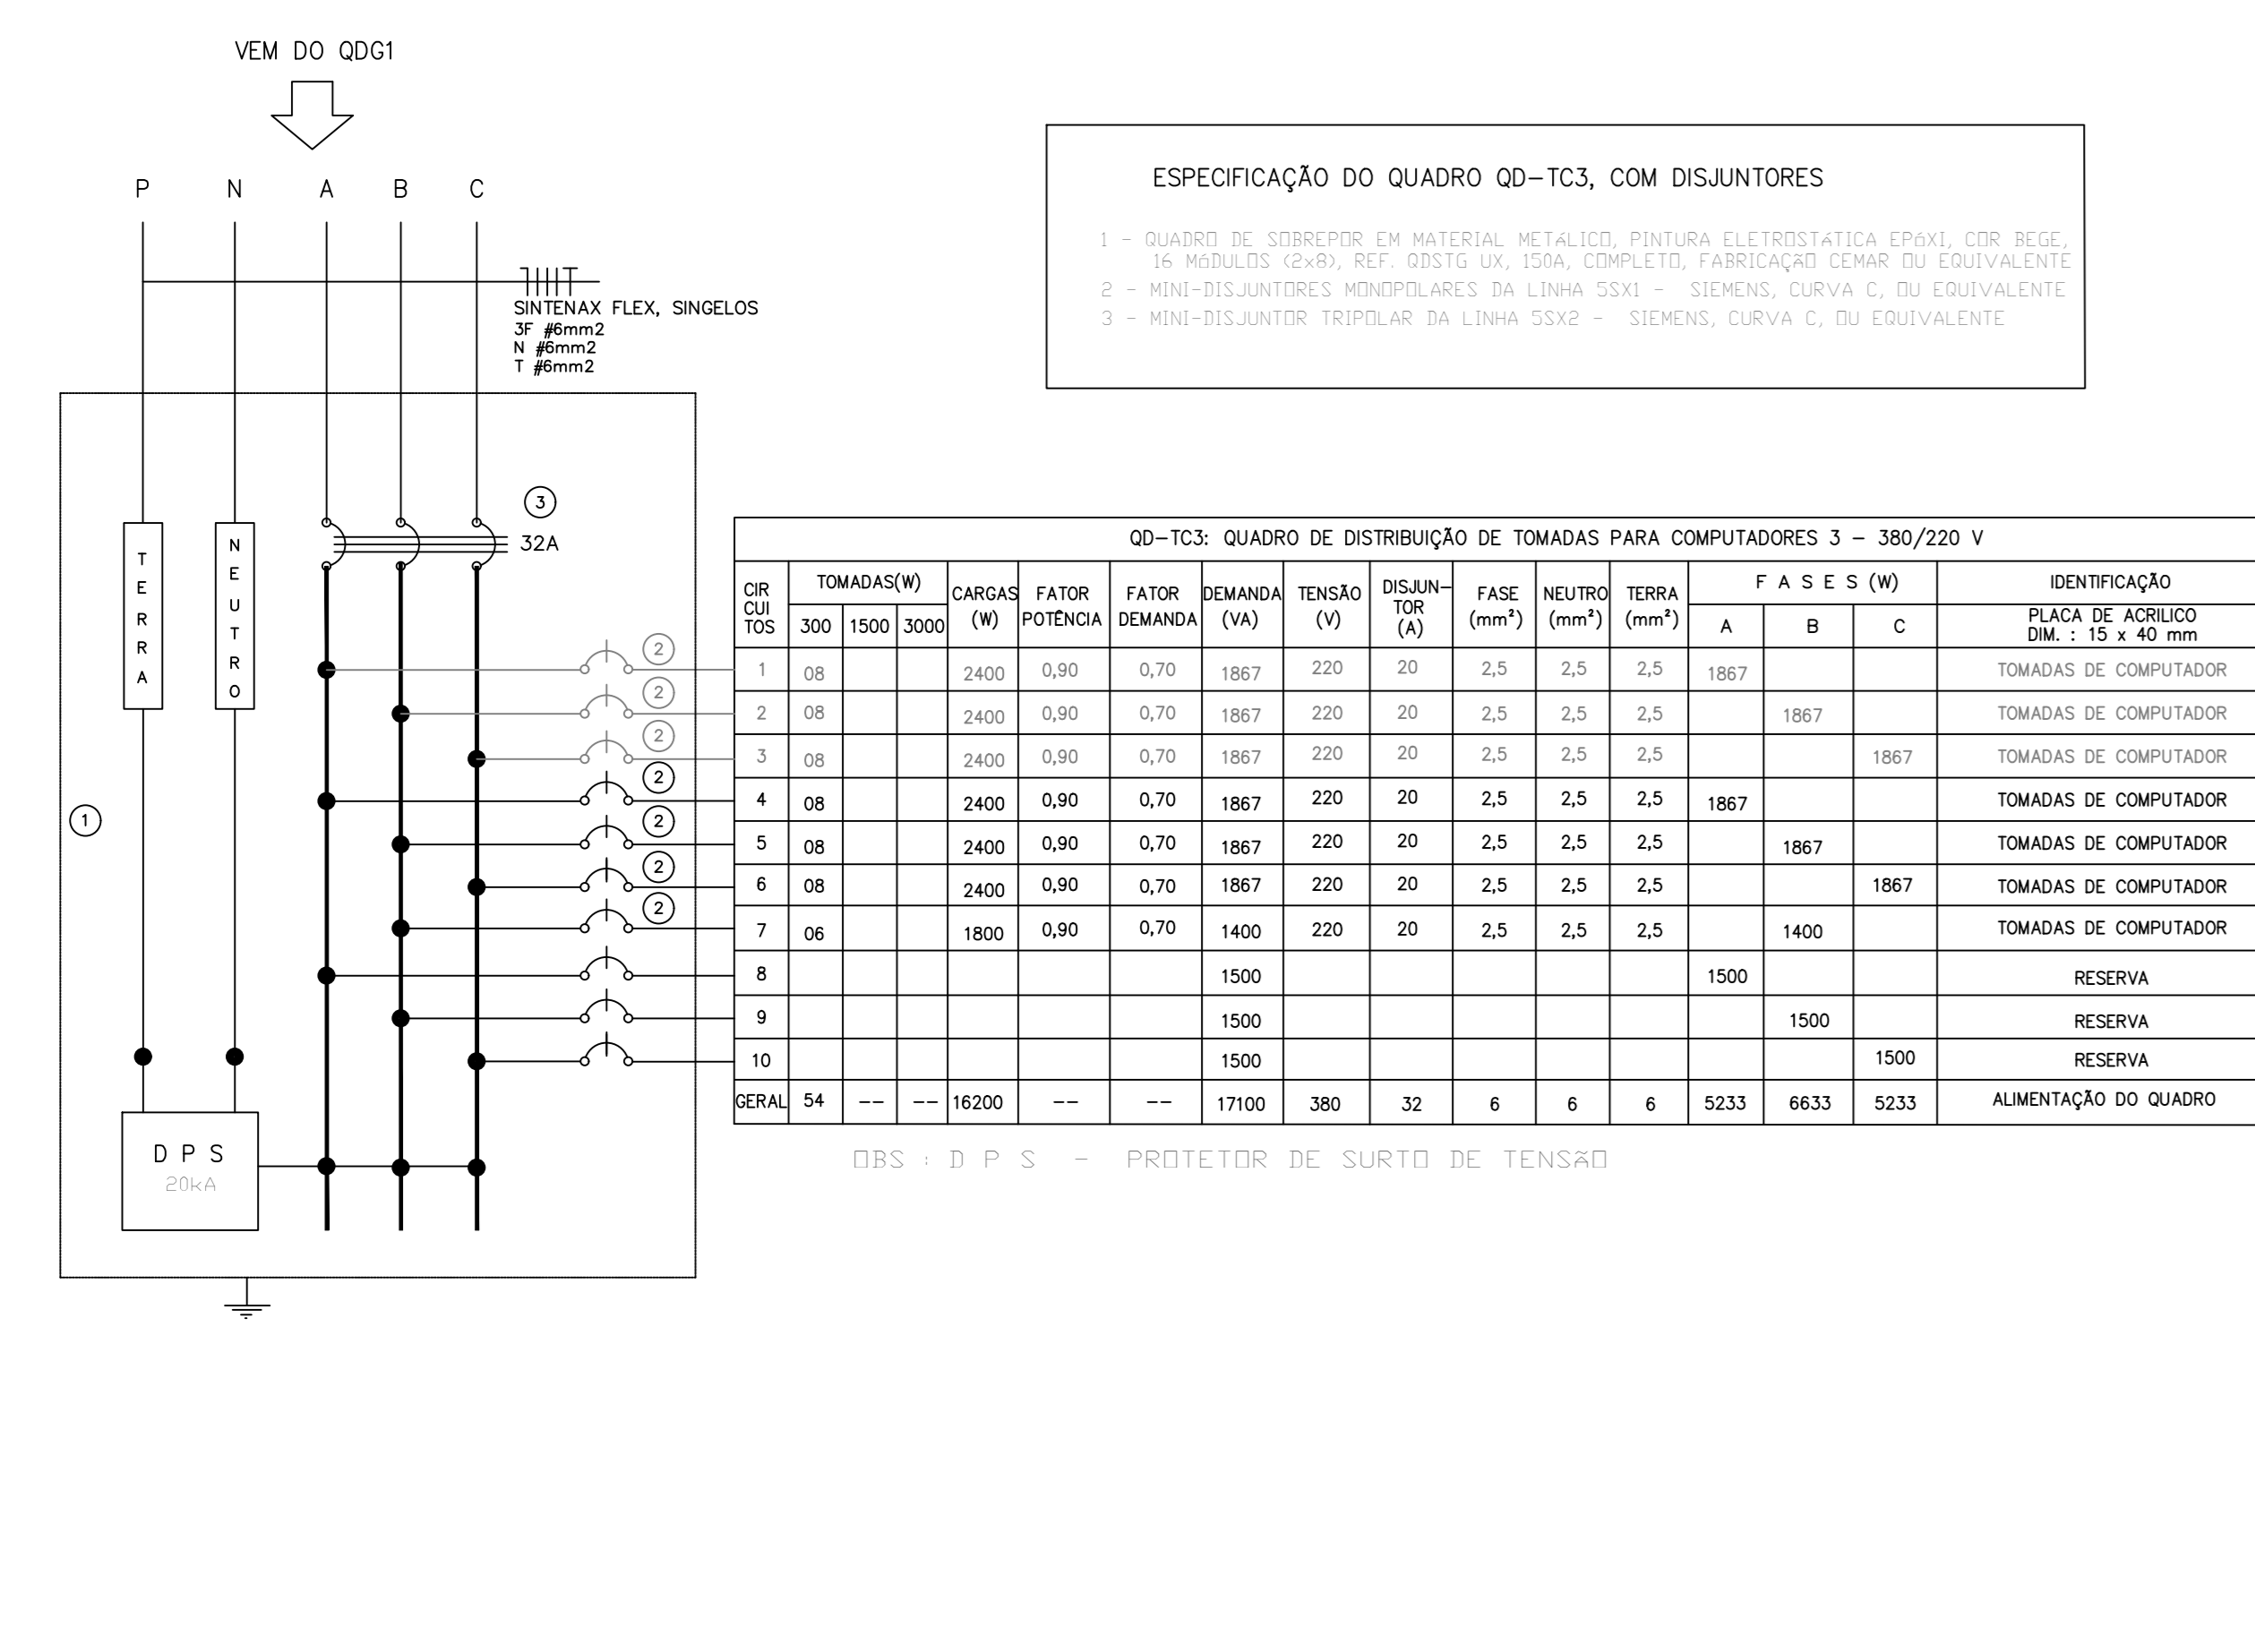 VEM DO QDG1
P N A B C
SINTENAX FLEX, SINGELOS
3F #6mm2
N #6mm2
T #6mm2
ESPECIFICAÇÃO DO QUADRO QD-TC3, COM DISJUNTORES
1 - QUADRO DE SOBREPOR EM MATERIAL METáLICO, PINTURA ELETROSTáTICA EPóXI, COR BEGE,
16 MóDULOS (2x8), REF. QDSTG UX, 150A, COMPLETO, FABRICAÇãO CEMAR OU EQUIVALENTE
2 - MINI-DISJUNTORES MONOPOLARES DA LINHA 5SX1 - SIEMENS, CURVA C, OU EQUIVALENTE
3 - MINI-DISJUNTOR TRIPOLAR DA LINHA 5SX2 - SIEMENS, CURVA C, OU EQUIVALENTE
3
32A
TERRA
NEUTRO
1
2
2
2
2
2
2
2
D P S
20kA
QD-TC3: QUADRO DE DISTRIBUIÇÃO DE TOMADAS PARA COMPUTADORES 3 - 380/220 V
CIR CUI TOS TOMADAS(W) CARGAS (W) FATOR POTÊNCIA FATOR DEMANDA DEMANDA (VA) TENSÃO (V) DISJUN-TOR (A) FASE (mm²) NEUTRO (mm²) TERRA (mm²) F A S E S (W) IDENTIFICAÇÃO
300 1500 3000 A B C PLACA DE ACRILICO
DIM. : 15 x 40 mm
1 08 2400 0,90 0,70 1867 220 20 2,5 2,5 2,5 1867 TOMADAS DE COMPUTADOR
2 08 2400 0,90 0,70 1867 220 20 2,5 2,5 2,5 1867 TOMADAS DE COMPUTADOR
3 08 2400 0,90 0,70 1867 220 20 2,5 2,5 2,5 1867 TOMADAS DE COMPUTADOR
4 08 2400 0,90 0,70 1867 220 20 2,5 2,5 2,5 1867 TOMADAS DE COMPUTADOR
5 08 2400 0,90 0,70 1867 220 20 2,5 2,5 2,5 1867 TOMADAS DE COMPUTADOR
6 08 2400 0,90 0,70 1867 220 20 2,5 2,5 2,5 1867 TOMADAS DE COMPUTADOR
7 06 1800 0,90 0,70 1400 220 20 2,5 2,5 2,5 1400 TOMADAS DE COMPUTADOR
8 1500 1500 RESERVA
9 1500 1500 RESERVA
10 1500 1500 RESERVA
GERAL 54 -- -- 16200 -- -- 17100 380 32 6 6 6 5233 6633 5233 ALIMENTAÇÃO DO QUADRO
OBS : D P S - PROTETOR DE SURTO DE TENSãO